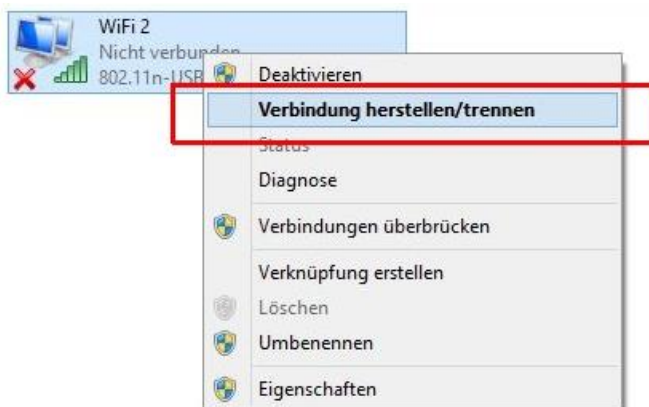 WiFi 2
Nicht verbunden
802.11n-USB
Deaktivieren
Verbindung herstellen/trennen
Status
Diagnose
Verbindungen überbrücken
Verknüpfung erstellen
Löschen
Umbenennen
Eigenschaften